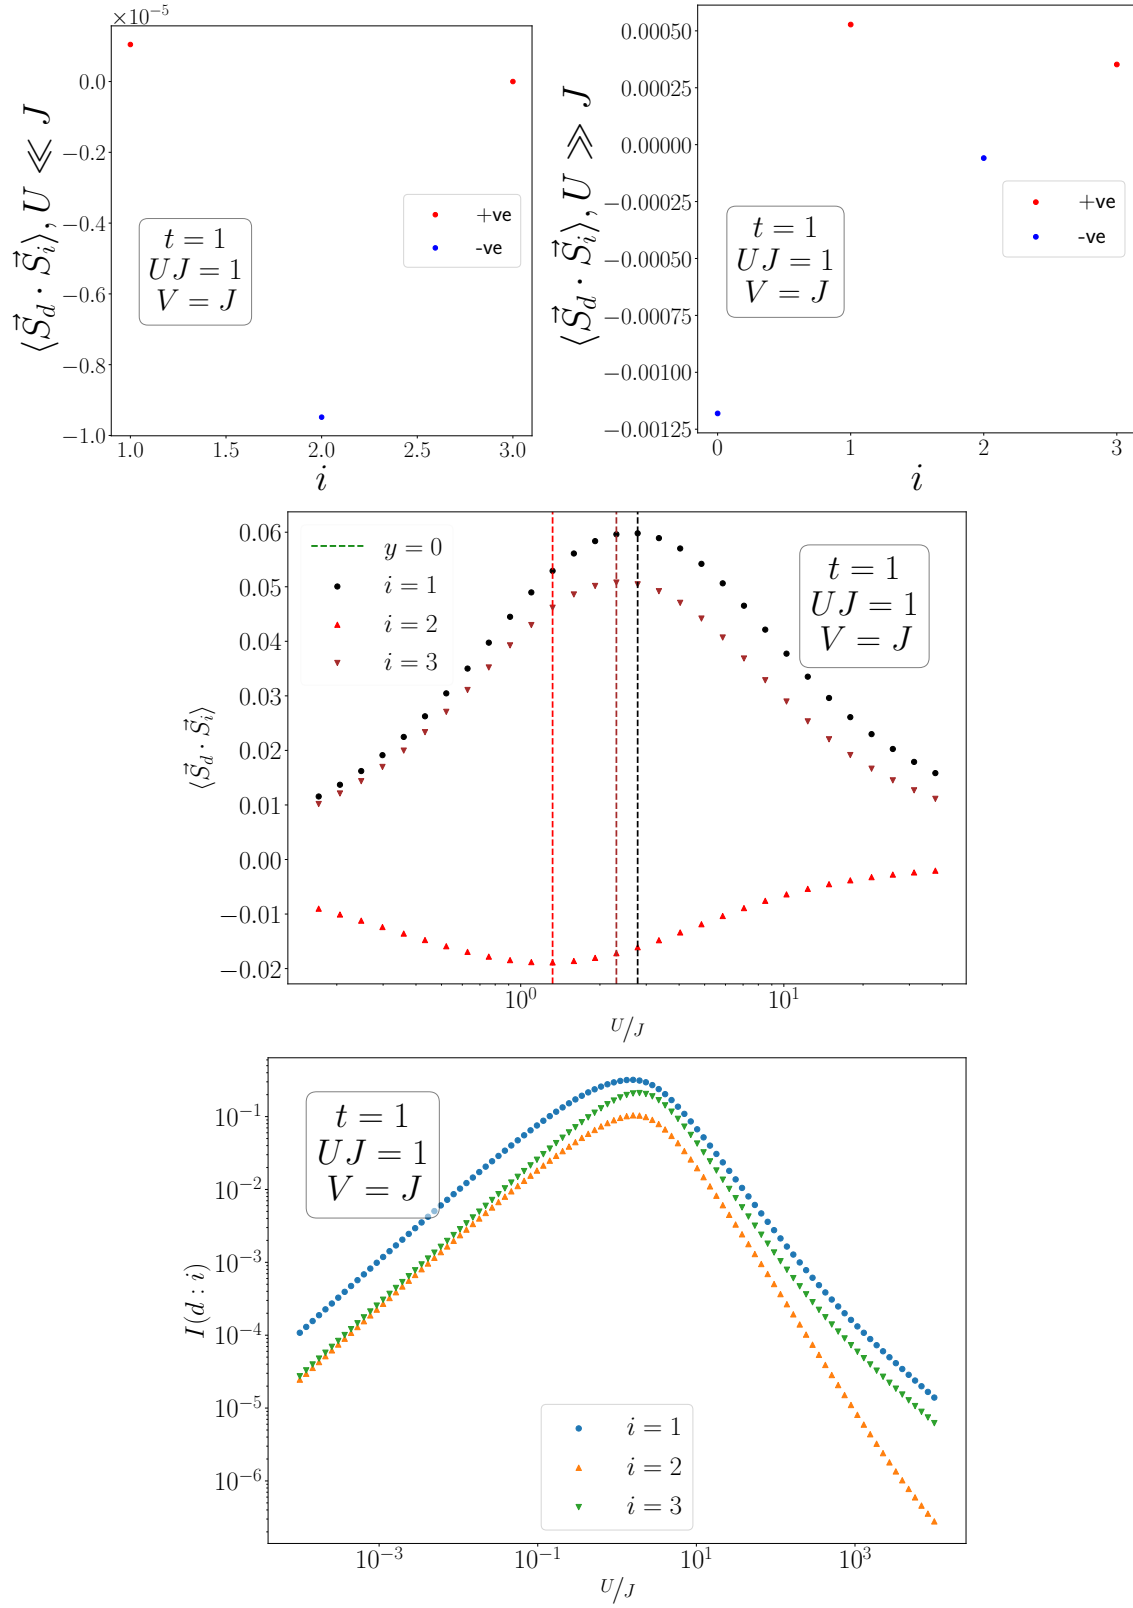 ×10⁻⁵
0.0
−0.2
−0.4
−0.6
−0.8
−1.0
1.0 1.5 2.0 2.5 3.0
i
⟨S⃗_d · S⃗_i⟩, U ≪ J
t = 1
UJ = 1
V = J
+ve
-ve
0.00050
0.00025
0.00000
−0.00025
−0.00050
−0.00075
−0.00100
−0.00125
0 1 2 3
i
⟨S⃗_d · S⃗_i⟩, U ≫ J
t = 1
UJ = 1
V = J
+ve
-ve
0.06
0.05
0.04
0.03
0.02
0.01
0.00
−0.01
−0.02
⟨S⃗_d · S⃗_i⟩
y = 0
i = 1
i = 2
i = 3
t = 1
UJ = 1
V = J
10⁰ 10¹
U/J
10⁻¹
10⁻²
10⁻³
10⁻⁴
10⁻⁵
10⁻⁶
I(d : i)
t = 1
UJ = 1
V = J
i = 1
i = 2
i = 3
10⁻³ 10⁻¹ 10¹ 10³
U/J